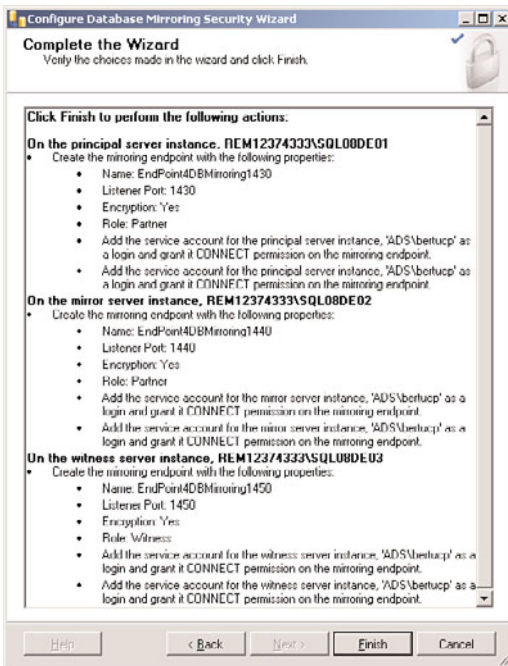 Configure Database Mirroring Security Wizard
Complete the Wizard
Verify the choices made in the wizard and click Finish.
Click Finish to perform the following actions:
On the principal server instance, REM12374333\SQL08DE01
• Create the mirroring endpoint with the following properties:
• Name: EndPoint4DBMirroring1430
• Listener Port: 1430
• Encryption: Yes
• Role: Partner
• Add the service account for the principal server instance, 'ADS\bertucp' as
a login and grant it CONNECT permission on the mirroring endpoint.
• Add the service account for the principal server instance, 'ADS\bertucp' as
a login and grant it CONNECT permission on the mirroring endpoint.
On the mirror server instance, REM12374333\SQL08DE02
• Create the mirroring endpoint with the following properties:
• Name: EndPoint4DBMirroring1440
• Listener Port: 1440
• Encryption: Yes
• Role: Partner
• Add the service account for the mirror server instance, 'ADS\bertucp' as a
login and grant it CONNECT permission on the mirroring endpoint.
• Add the service account for the mirror server instance, 'ADS\bertucp' as a
login and grant it CONNECT permission on the mirroring endpoint.
On the witness server instance, REM12374333\SQL08DE03
• Create the mirroring endpoint with the following properties:
• Name: EndPoint4DBMirroring1450
• Listener Port: 1450
• Encryption: Yes
• Role: Witness
• Add the service account for the witness server instance, 'ADS\bertucp' as a
login and grant it CONNECT permission on the mirroring endpoint.
• Add the service account for the witness server instance, 'ADS\bertucp' as a
login and grant it CONNECT permission on the mirroring endpoint.
Help
< Back
Next >
Finish
Cancel